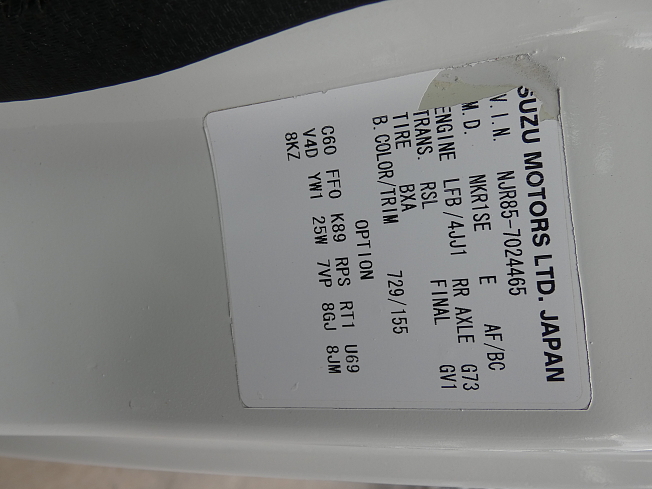 SUZU MOTORS LTD. JAPAN
V.I.N. NJR85-7024465
M.D. NKR1SE E AF/BC
ENGINE LFB/4JJ1 RR AXLE G73
TRANS. RSL FINAL GV1
TIRE BXA
B.COLOR/TRIM 729/155
OPTION
C60 FF0 K89 RPS RT1 U69
V4D YW1 25W 7VP 8GJ 8JM
8KZ